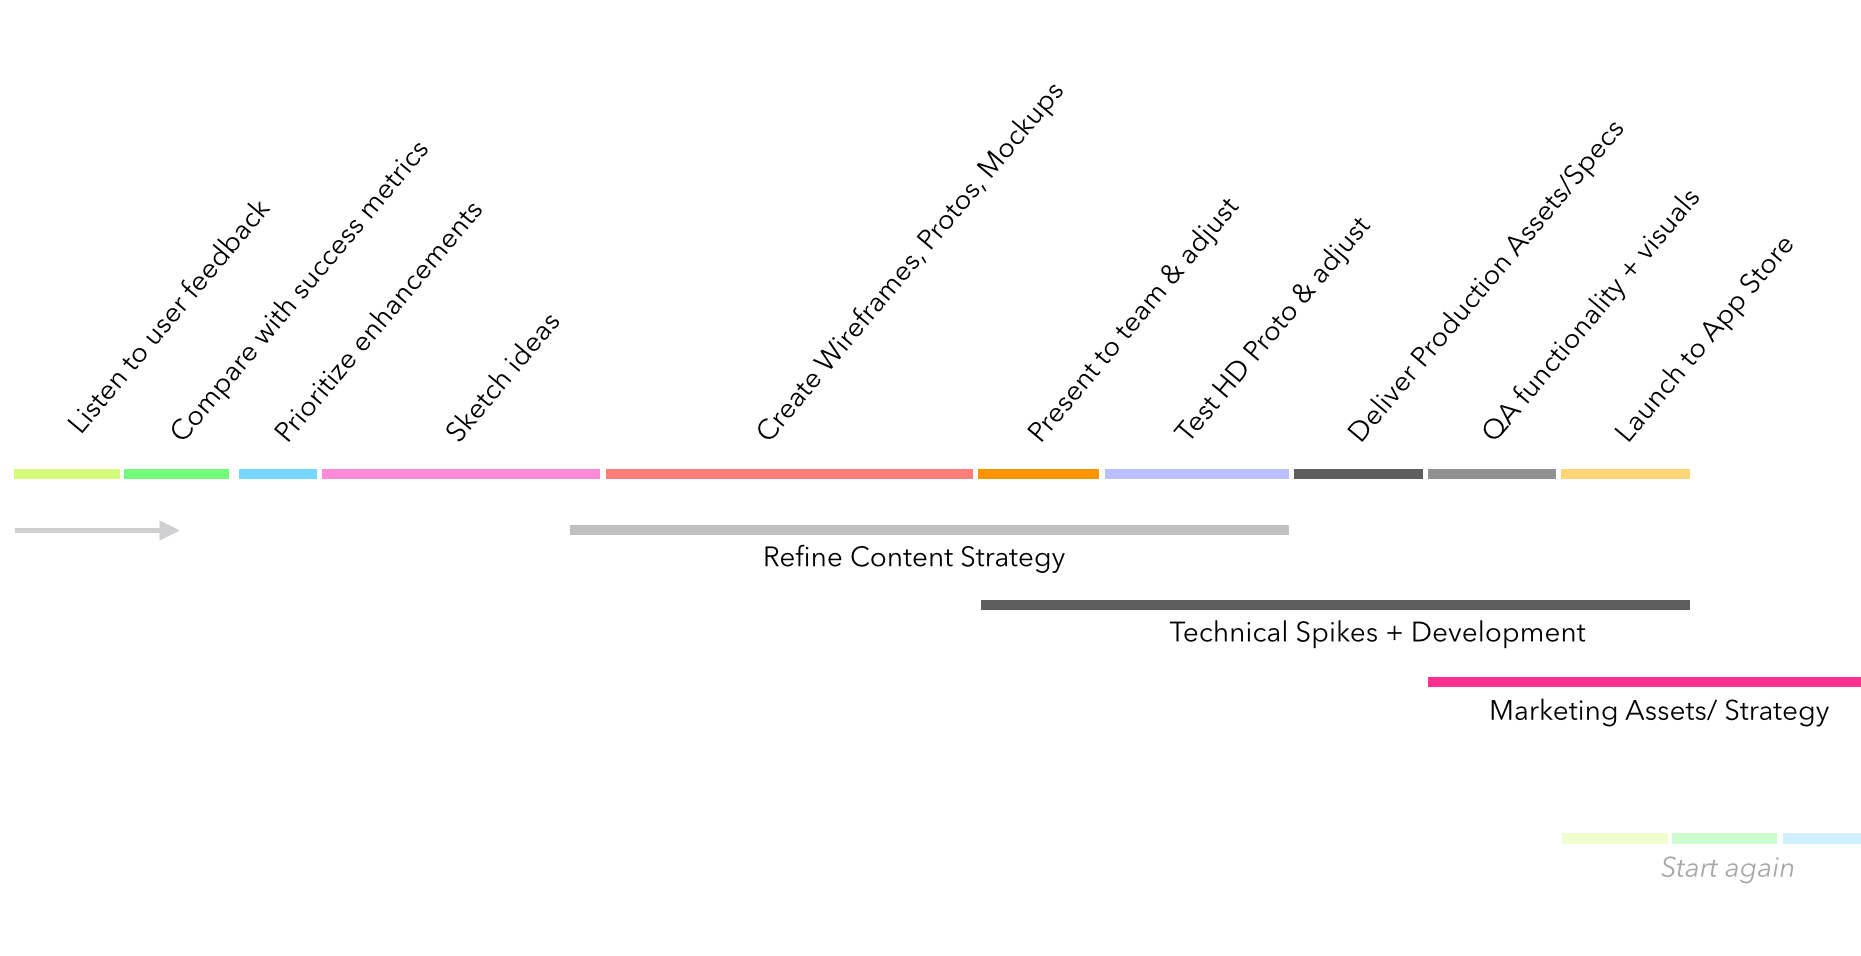 Listen to user feedback
Compare with success metrics
Prioritize enhancements
Sketch ideas
Create Wireframes, Protos, Mockups
Present to team & adjust
Test HD Proto & adjust
Deliver Production Assets/Specs
QA functionality + visuals
Launch to App Store
Refine Content Strategy
Technical Spikes + Development
Marketing Assets/ Strategy
Start again